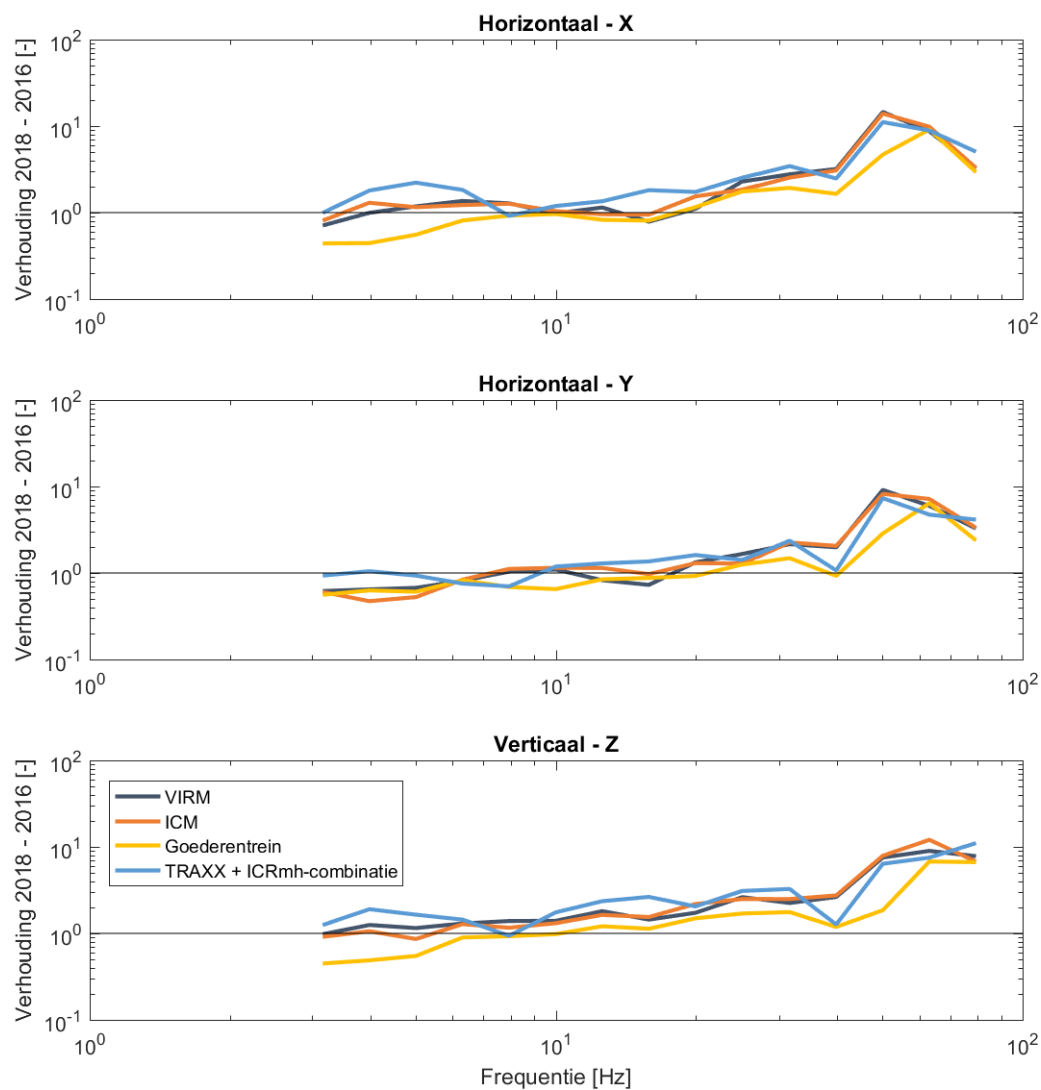 Horizontaal - X
Verhouding 2018 - 2016 [-]
10^2
10^1
10^0
10^-1
10^0
10^1
10^2
Horizontaal - Y
Verhouding 2018 - 2016 [-]
10^2
10^1
10^0
10^-1
10^0
10^1
10^2
Verticaal - Z
Verhouding 2018 - 2016 [-]
10^2
10^1
10^0
10^-1
VIRM
ICM
Goederentrein
TRAXX + ICRmh-combinatie
10^0
10^1
10^2
Frequentie [Hz]